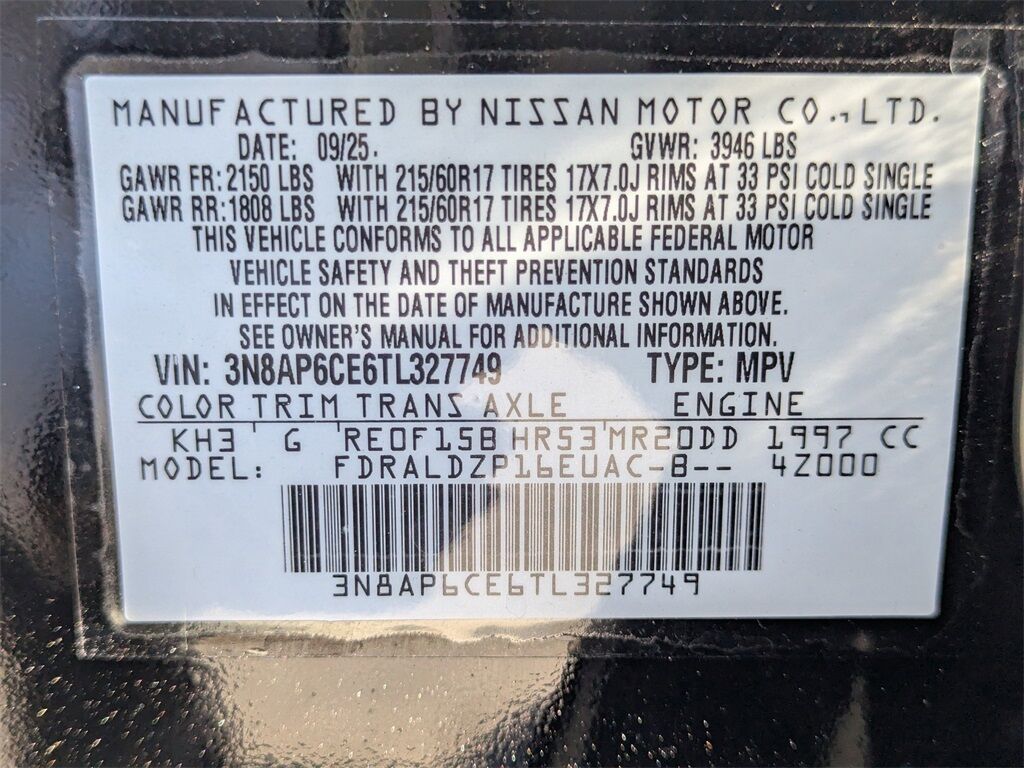 MANUFACTURED BY NISSAN MOTOR CO., LTD.
DATE: 09/25. GVWR: 3946 LBS
GAWR FR: 2150 LBS WITH 215/60R17 TIRES 17X7.0J RIMS AT 33 PSI COLD SINGLE
GAWR RR: 1808 LBS WITH 215/60R17 TIRES 17X7.0J RIMS AT 33 PSI COLD SINGLE
THIS VEHICLE CONFORMS TO ALL APPLICABLE FEDERAL MOTOR
VEHICLE SAFETY AND THEFT PREVENTION STANDARDS
IN EFFECT ON THE DATE OF MANUFACTURE SHOWN ABOVE.
SEE OWNER'S MANUAL FOR ADDITIONAL INFORMATION
VIN: 3N8AP6CE6TL327749 TYPE: MPV
COLOR TRIM TRANS AXLE ENGINE
KH3 ' G RE0F15B HR53 ' MR20DD 1997 CC
MODEL: FDRALDZP16EUAC-B-- 4Z000
3N8AP6CE6TL327749